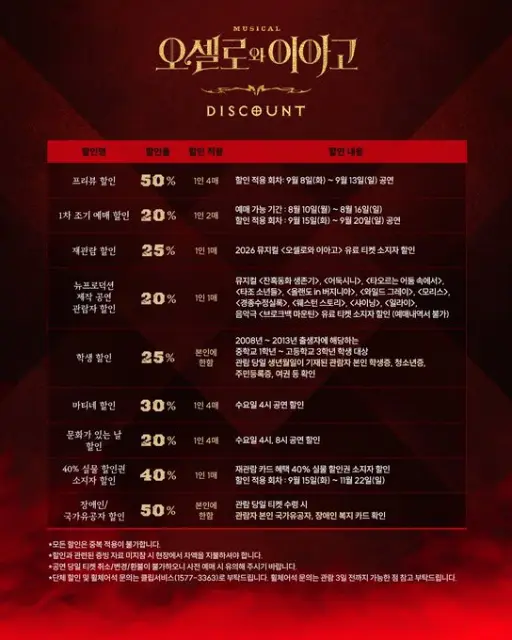 MUSICAL
오셀로와 이아고
DISCOUNT
할인명 할인율 할인 적용 할인 내용
프리뷰 할인 50% 1인 4매 할인 적용 회차: 9월 8일(화) ~ 9월 13일(일) 공연
1차 조기 예매 할인 20% 1인 2매 예매 가능 기간 : 8월 10일(월) ~ 8월 16일(일)
할인 적용 회차 : 9월 15일(화) ~ 9월 20일(일) 공연
재관람 할인 25% 1인 1매 2026 뮤지컬 <오셀로와 이아고> 유료 티켓 소지자 할인
뉴프로덕션
제작 공연
관람자 할인 20% 1인 1매 뮤지컬 <잔혹동화 생존기>, <어둑시니>, <타오르는 어둠 속에서>,
<타조 소년들>, <올랜도 in 버지니아>, <와일드 그레이>, <모리스>,
<경종수정실록>, <웨스턴 스토리>, <샤이닝>, <얼라이>,
음악극 <브로크백 마운틴> 유료 티켓 소지자 할인 (예매내역서 불가)
학생 할인 25% 본인에
한함 2008년 ~ 2013년 출생자에 해당하는
중학교 1학년 ~ 고등학교 3학년 학생 대상
관람 당일 생년월일이 기재된 관람자 본인 학생증, 청소년증,
주민등록증, 여권 등 확인
마티네 할인 30% 1인 4매 수요일 4시 공연 할인
문화가 있는 날
할인 20% 1인 4매 수요일 4시, 8시 공연 할인
40% 실물 할인권
소지자 할인 40% 1인 1매 재관람 카드 혜택 40% 실물 할인권 소지자 할인
할인 적용 회차 : 9월 15일(화) ~ 11월 22일(일)
장애인/
국가유공자 할인 50% 본인에
한함 관람 당일 티켓 수령 시
관람자 본인 국가유공자, 장애인 복지 카드 확인
*모든 할인은 중복 적용이 불가합니다.
*할인과 관련된 증빙 자료 미지참 시 현장에서 차액을 지불하셔야 합니다.
*공연 당일 티켓 취소/변경/환불이 불가하오니 사전 예매 시 유의해 주시기 바랍니다.
*단체 할인 및 휠체어석 문의는 클립서비스(1577-3363)로 부탁드립니다. 휠체어석 문의은 관람 3일 전까지 가능한 점 참고 부탁드립니다.